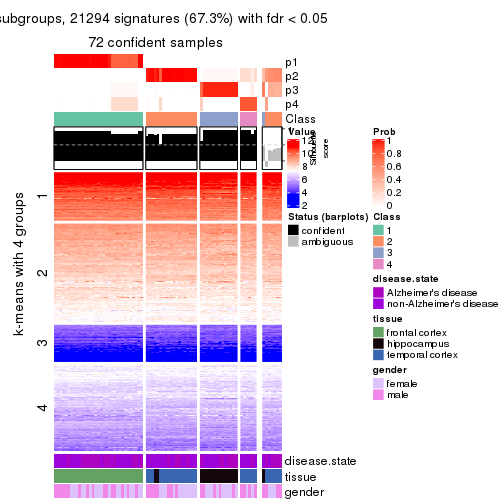 subgroups, 21294 signatures (67.3%) with fdr < 0.05
72 confident samples
p1
p2
p3
p4
Class
Silhouette
score
1
2
3
4
k-means with 4 groups
disease.state
tissue
gender
Value
12
10
8
6
4
2
Status (barplots)
confident
ambiguous
Prob
1
0.8
0.6
0.4
0.2
0
Class
1
2
3
4
disease.state
Alzheimer's disease
non-Alzheimer's disease
tissue
frontal cortex
hippocampus
temporal cortex
gender
female
male